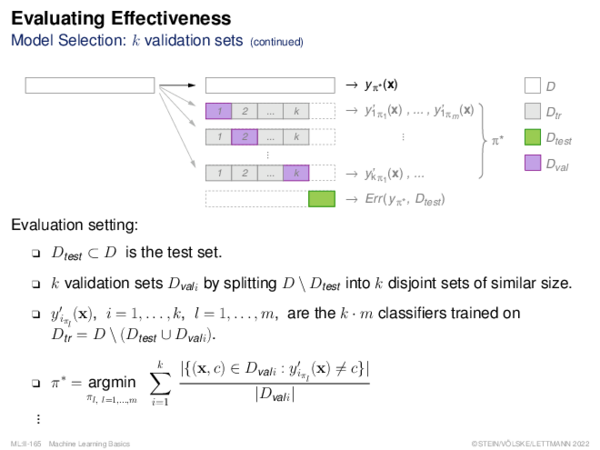 Evaluating Effectiveness
Model Selection: k validation sets (continued)
→ yπ*(x)
D
1 2 ... k → y′1π1(x) , ... , y′1πm(x)
Dtr
1 2 ... k ⋮
π*
Dtest
⋮
1 2 ... k → y′kπ1(x) , ...
Dval
→ Err(yπ*, Dtest)
Evaluation setting:
❏ Dtest ⊂ D is the test set.
❏ k validation sets Dvali by splitting D \ Dtest into k disjoint sets of similar size.
❏ y′iπl(x), i = 1, . . . , k, l = 1, . . . , m, are the k · m classifiers trained on
Dtr = D \ (Dtest ∪ Dvali).
❏ π* = argmin πl, l=1,...,m ∑ k i=1 |{(x, c) ∈ Dvali : y′iπl(x) ≠ c}| / |Dvali|
⋮
ML:II-165 Machine Learning Basics
©STEIN/VÖLSKE/LETTMANN 2022